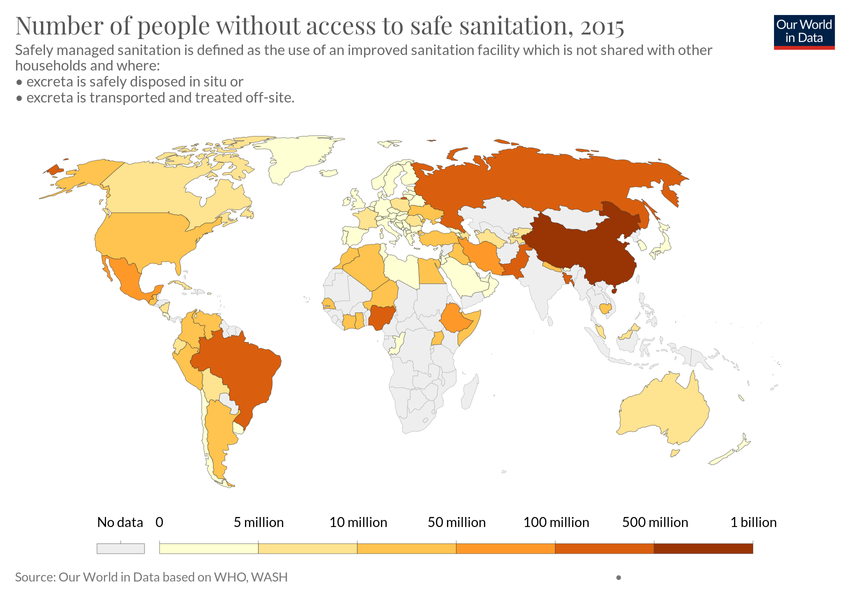 Number of people without access to safe sanitation, 2015
Our World
in Data
Safely managed sanitation is defined as the use of an improved sanitation facility which is not shared with other
households and where:
• excreta is safely disposed in situ or
• excreta is transported and treated off-site.
No data 0 5 million 10 million 50 million 100 million 500 million 1 billion
Source: Our World in Data based on WHO, WASH
•